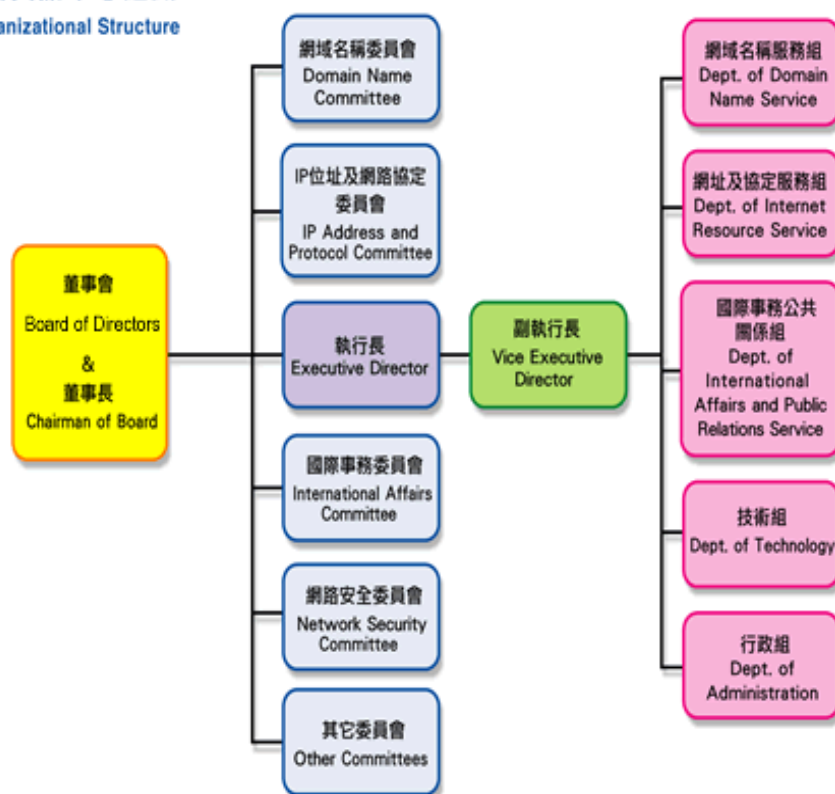 Organizational Structure
網域名稱委員會
Domain Name
Committee
IP位址及網路協定
委員會
IP Address and
Protocol Committee
董事會
Board of Directors
&
董事長
Chairman of Board
執行長
Executive Director
副執行長
Vice Executive
Director
國際事務委員會
International Affairs
Committee
網路安全委員會
Network Security
Committee
其它委員會
Other Committees
網域名稱服務組
Dept. of Domain
Name Service
網址及協定服務組
Dept. of Internet
Resource Service
國際事務公共
關係組
Dept. of
International
Affairs and Public
Relations Service
技術組
Dept. of Technology
行政組
Dept. of
Administration